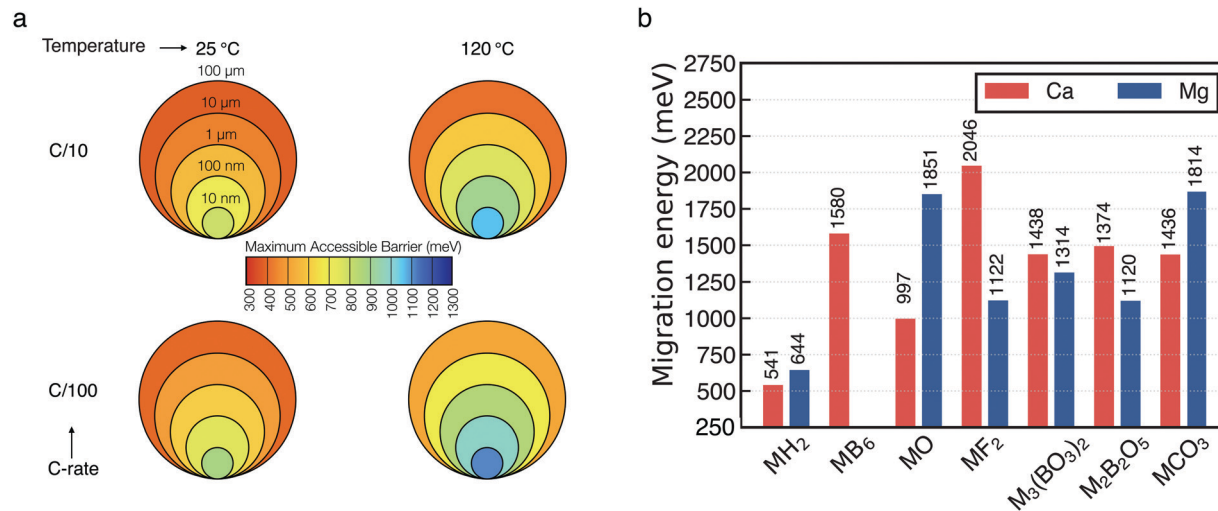 a
Temperature → 25 °C 120 °C
100 µm
10 µm
1 µm
100 nm
10 nm
C/10
Maximum Accessible Barrier (meV)
300 400 500 600 700 800 900 1000 1100 1200 1300
C/100
C-rate
b
Migration energy (meV)
2750
2500
2250
2000
1750
1500
1250
1000
750
500
250
Ca Mg
541 644 1580 997 1851 2046 1122 1438 1314 1374 1120 1436 1814
MH₂ MB₆ MO MF₂ M₃(BO₃)₂ M₂B₂O₅ MCO₃